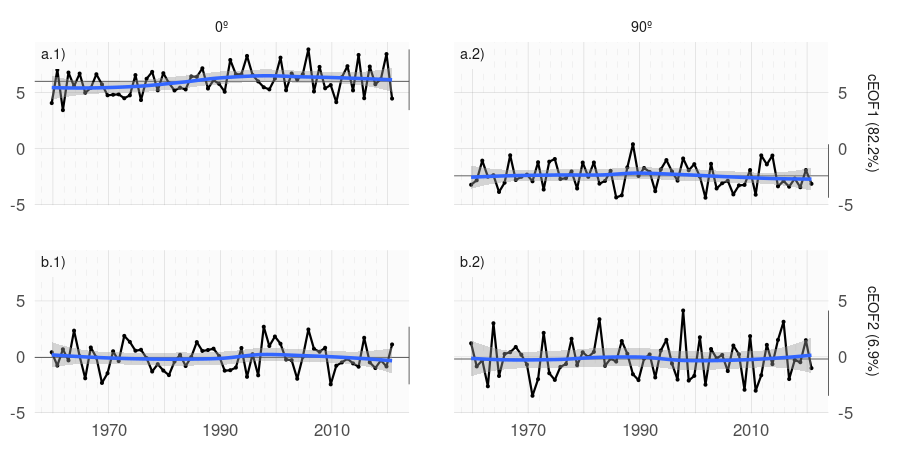 0º 90º
a.1) a.2)
5 5
0 0
-5 -5
cEOF1 (82.2%)
b.1) b.2)
5 5
0 0
-5 -5
cEOF2 (6.9%)
1970 1990 2010 1970 1990 2010